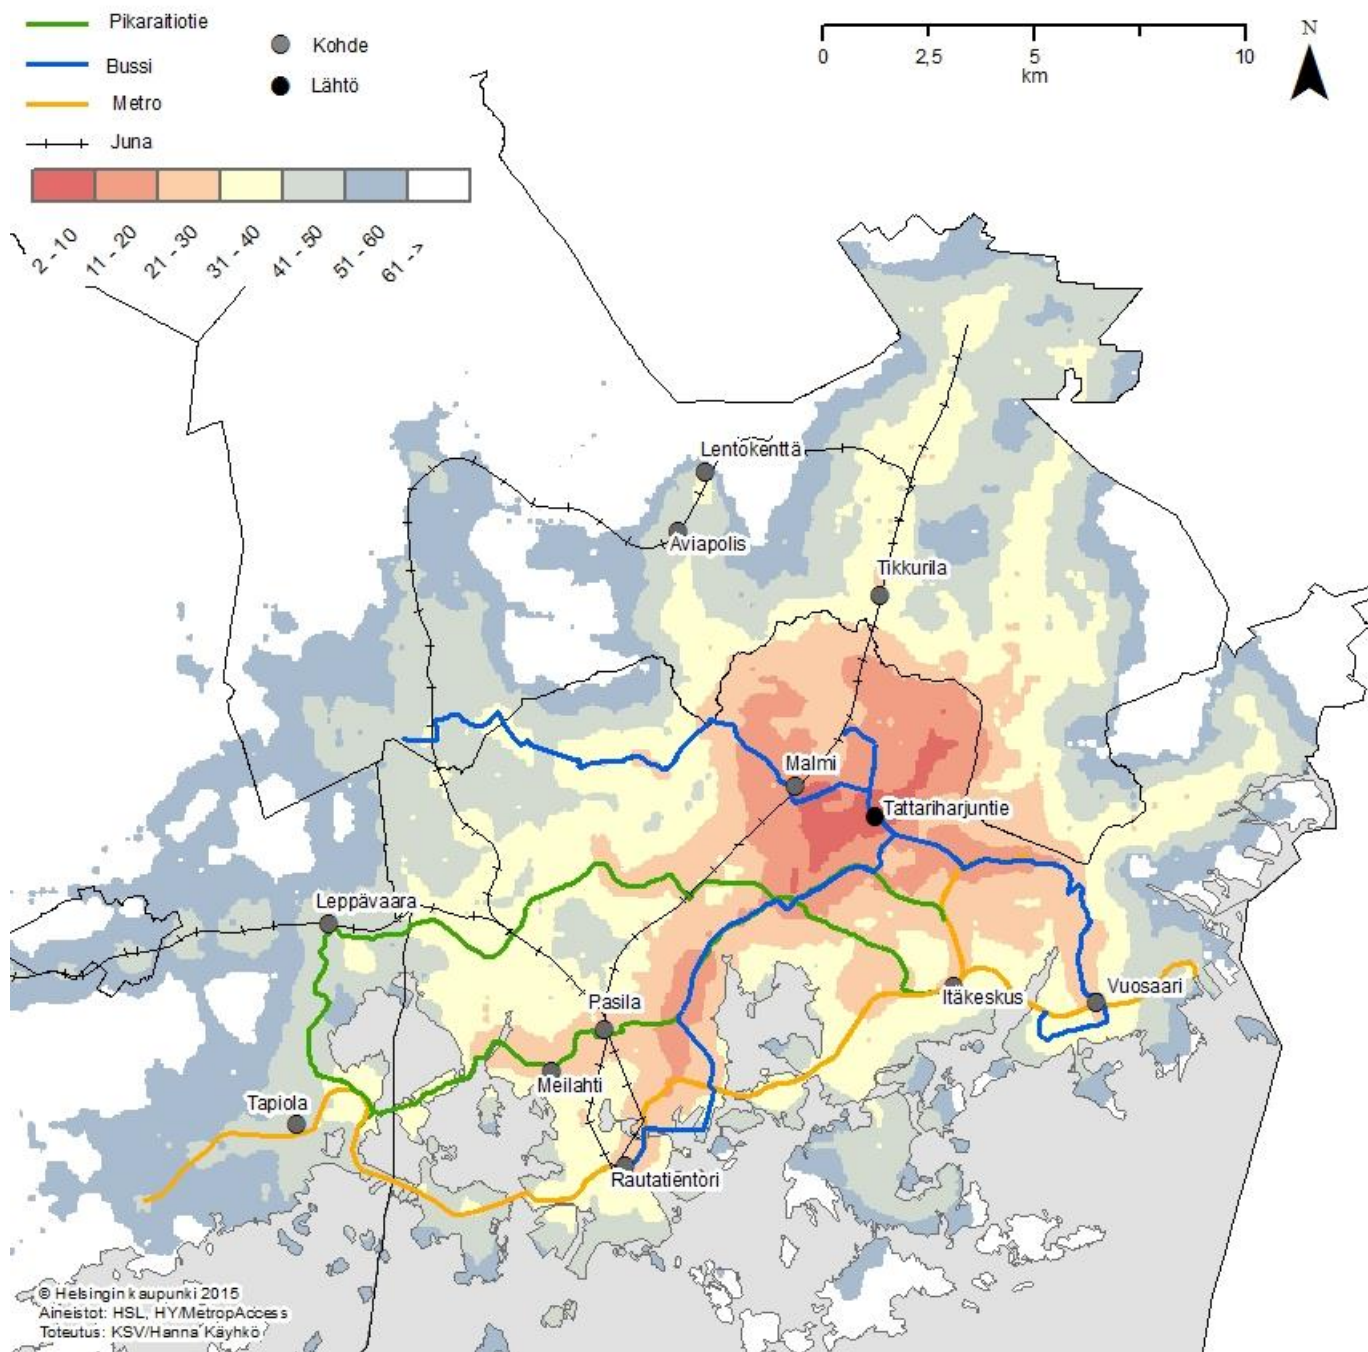 Pikaraitiotie
Bussi
Metro
Juna
Kohde
Lähtö
2 - 10
11 - 20
21 - 30
31 - 40
41 - 50
51 - 60
61 - >
0
2,5
5
10
km
N
Lentokenttä
Aviapolis
Tikkurila
Malmi
Tattariharjuntie
Leppävaara
Itäkeskus
Vuosaari
Pasila
Meilahti
Tapiola
Rautatientori
© Helsingin kaupunki 2015
Aineistot: HSL, HY/MetropAccess
Toteutus: KSV/Hanna Käyhkö